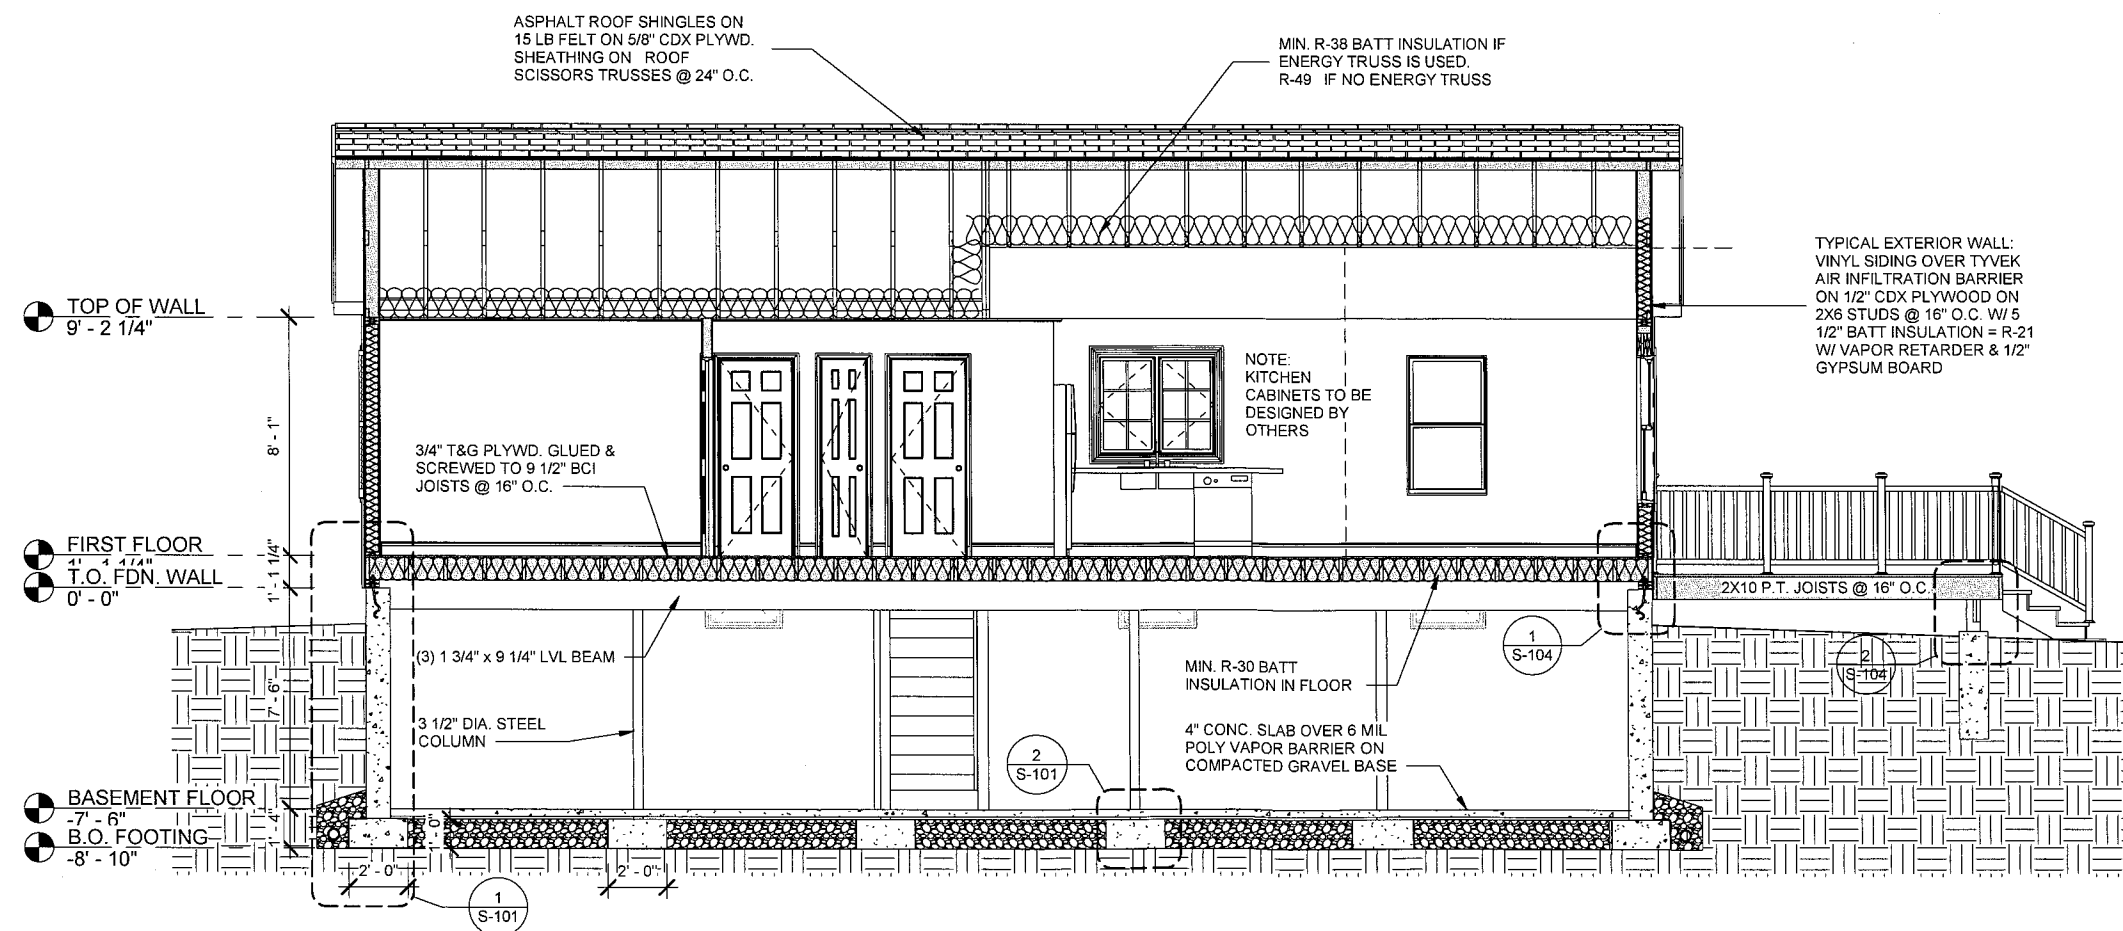 ASPHALT ROOF SHINGLES ON
15 LB FELT ON 5/8" CDX PLYWD.
SHEATHING ON ROOF
SCISSORS TRUSSES @ 24" O.C.
MIN. R-38 BATT INSULATION IF
ENERGY TRUSS IS USED.
R-49 IF NO ENERGY TRUSS
TYPICAL EXTERIOR WALL:
VINYL SIDING OVER TYVEK
AIR INFILTRATION BARRIER
ON 1/2" CDX PLYWOOD ON
2X6 STUDS @ 16" O.C. W/ 5
1/2" BATT INSULATION = R-21
W/ VAPOR RETARDER & 1/2"
GYPSUM BOARD
TOP OF WALL
9' - 2 1/4"
8' - 1"
NOTE:
KITCHEN
CABINETS TO BE
DESIGNED BY
OTHERS
3/4" T&G PLYWD. GLUED &
SCREWED TO 9 1/2" BCI
JOISTS @ 16" O.C.
FIRST FLOOR
1' - 1 1/4"
T.O. FDN. WALL
0' - 0"
1' - 1 1/4"
2X10 P.T. JOISTS @ 16" O.C.
1
S-104
2
S-104
(3) 1 3/4" x 9 1/4" LVL BEAM
MIN. R-30 BATT
INSULATION IN FLOOR
7' - 6"
3 1/2" DIA. STEEL
COLUMN
4" CONC. SLAB OVER 6 MIL
POLY VAPOR BARRIER ON
COMPACTED GRAVEL BASE
2
S-101
BASEMENT FLOOR
-7' - 6"
B.O. FOOTING
-8' - 10"
1' - 4"
1' - 0"
2' - 0"
2' - 0"
1
S-101